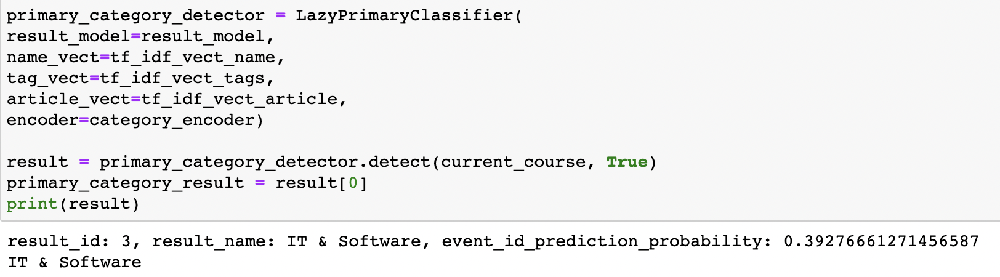 primary_category_detector = LazyPrimaryClassifier(
result_model=result_model,
name_vect=tf_idf_vect_name,
tag_vect=tf_idf_vect_tags,
article_vect=tf_idf_vect_article,
encoder=category_encoder)
result = primary_category_detector.detect(current_course, True)
primary_category_result = result[0]
print(result)
result_id: 3, result_name: IT & Software, event_id_prediction_probability: 0.39276661271456587
IT & Software